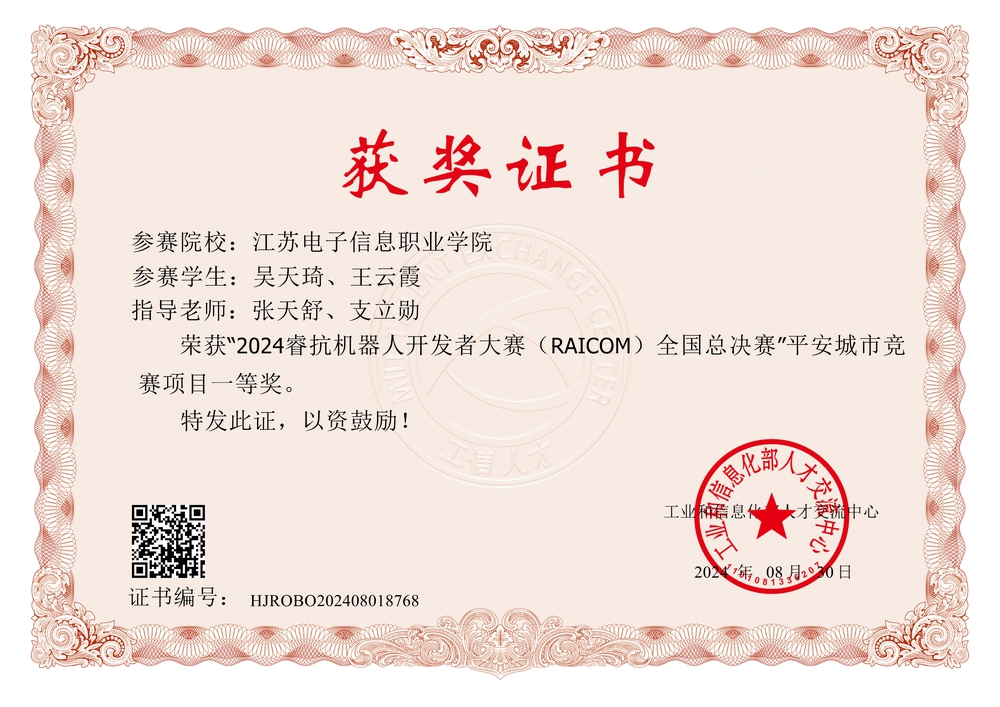 获奖证书
参赛院校：江苏电子信息职业学院
参赛学生：吴天琦、王云霞
指导老师：张天舒、支立勋
荣获“2024睿抗机器人开发者大赛（RAICOM）全国总决赛”平安城市竞
赛项目一等奖。
特发此证，以资鼓励！
MIIT TALENT EXCHANGE CENTER
工信人才
工业和信息化部人才交流中心
工业和信息化部人才交流中心
2024 年 08 月 30 日
证书编号： HJROBO202408018768